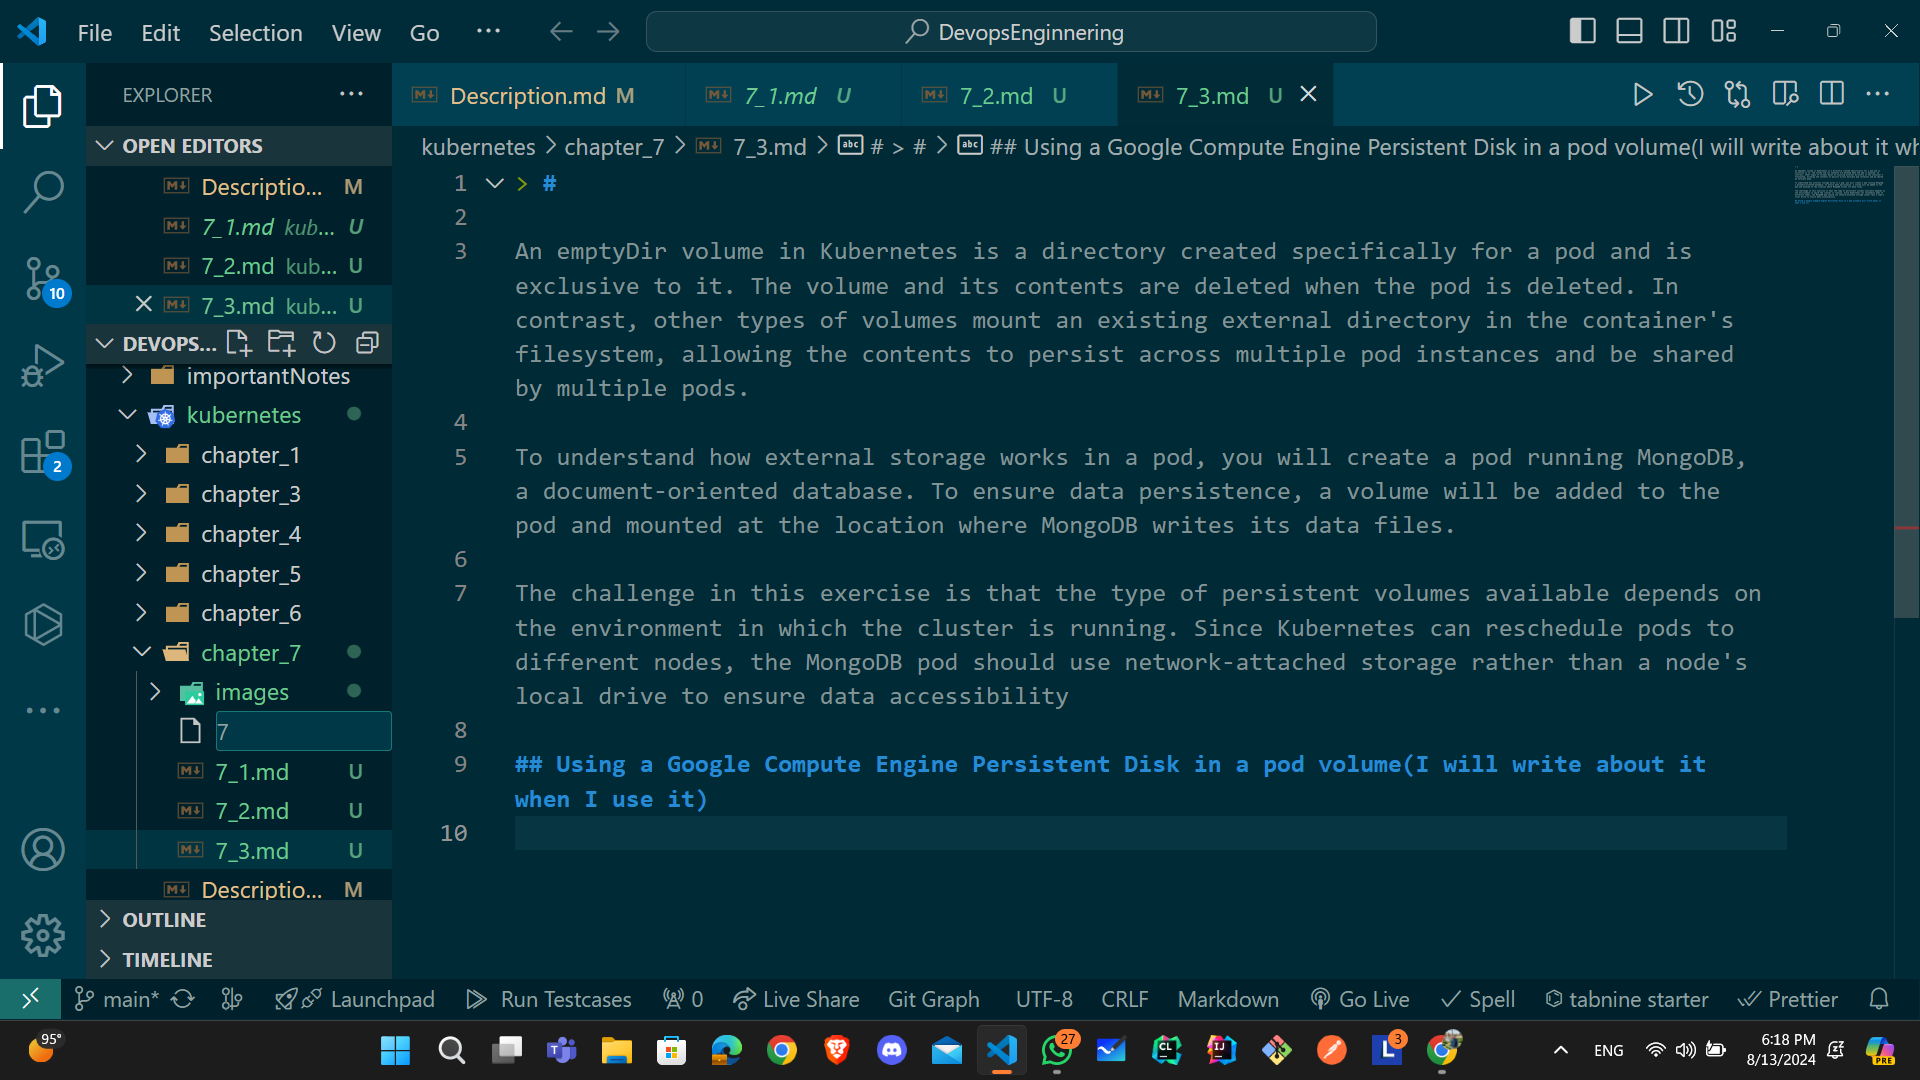 File Edit Selection View Go ··· DevopsEnginnering
EXPLORER ···
Description.md M 7_1.md U 7_2.md U 7_3.md U
OPEN EDITORS
Descriptio... M
7_1.md kub... U
7_2.md kub... U
7_3.md kub... U
DEVOPS...
importantNotes
kubernetes
chapter_1
chapter_3
chapter_4
chapter_5
chapter_6
chapter_7
images
7
7_1.md U
7_2.md U
7_3.md U
Descriptio... M
OUTLINE
TIMELINE
10
2
kubernetes > chapter_7 > 7_3.md > # > # > ## Using a Google Compute Engine Persistent Disk in a pod volume(I will write about it wh
1 > #
2
3 An emptyDir volume in Kubernetes is a directory created specifically for a pod and is
exclusive to it. The volume and its contents are deleted when the pod is deleted. In
contrast, other types of volumes mount an existing external directory in the container's
filesystem, allowing the contents to persist across multiple pod instances and be shared
by multiple pods.
4
5 To understand how external storage works in a pod, you will create a pod running MongoDB,
a document-oriented database. To ensure data persistence, a volume will be added to the
pod and mounted at the location where MongoDB writes its data files.
6
7 The challenge in this exercise is that the type of persistent volumes available depends on
the environment in which the cluster is running. Since Kubernetes can reschedule pods to
different nodes, the MongoDB pod should use network-attached storage rather than a node's
local drive to ensure data accessibility
8
9 ## Using a Google Compute Engine Persistent Disk in a pod volume(I will write about it
when I use it)
10
main* Launchpad Run Testcases 0 Live Share Git Graph UTF-8 CRLF Markdown Go Live Spell tabnine starter Prettier
95° 27 3 ENG 6:18 PM
8/13/2024
PRE